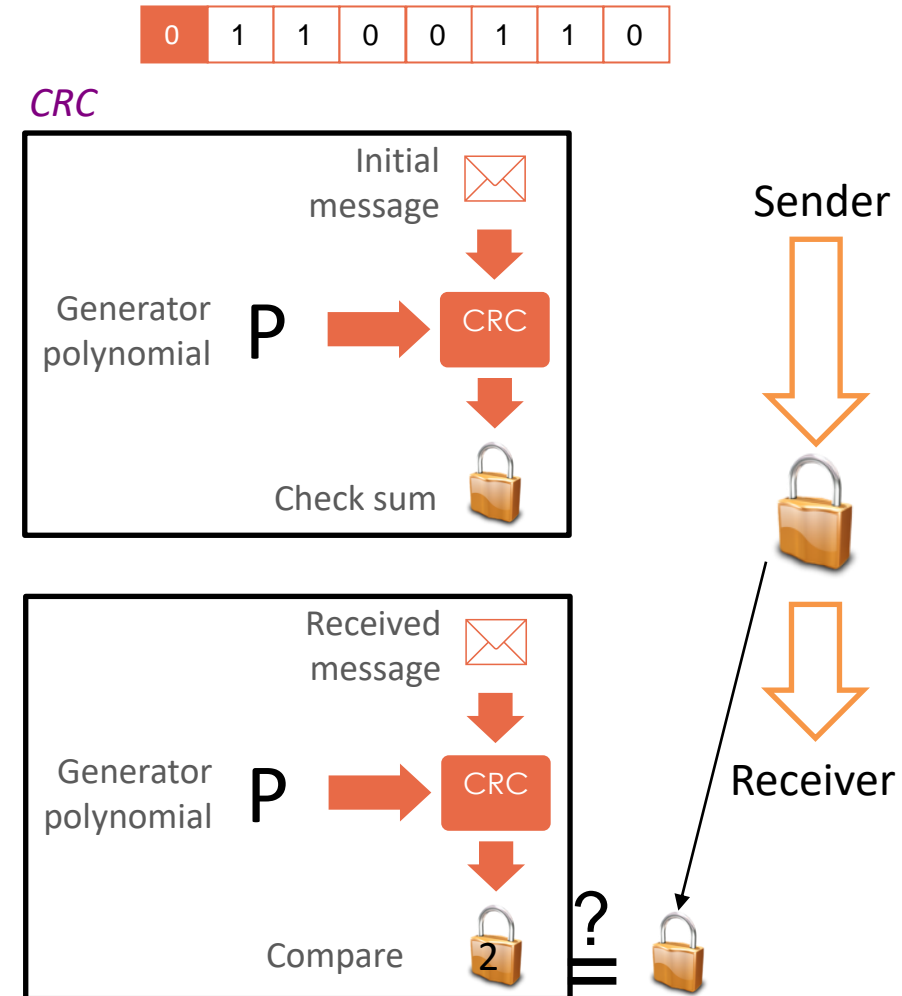 0 1 1 0 0 1 1 0
CRC
Initial
message
Sender
Generator
polynomial
P
CRC
Check sum
Received
message
Generator
polynomial
P
CRC
Receiver
Compare
2
?
=